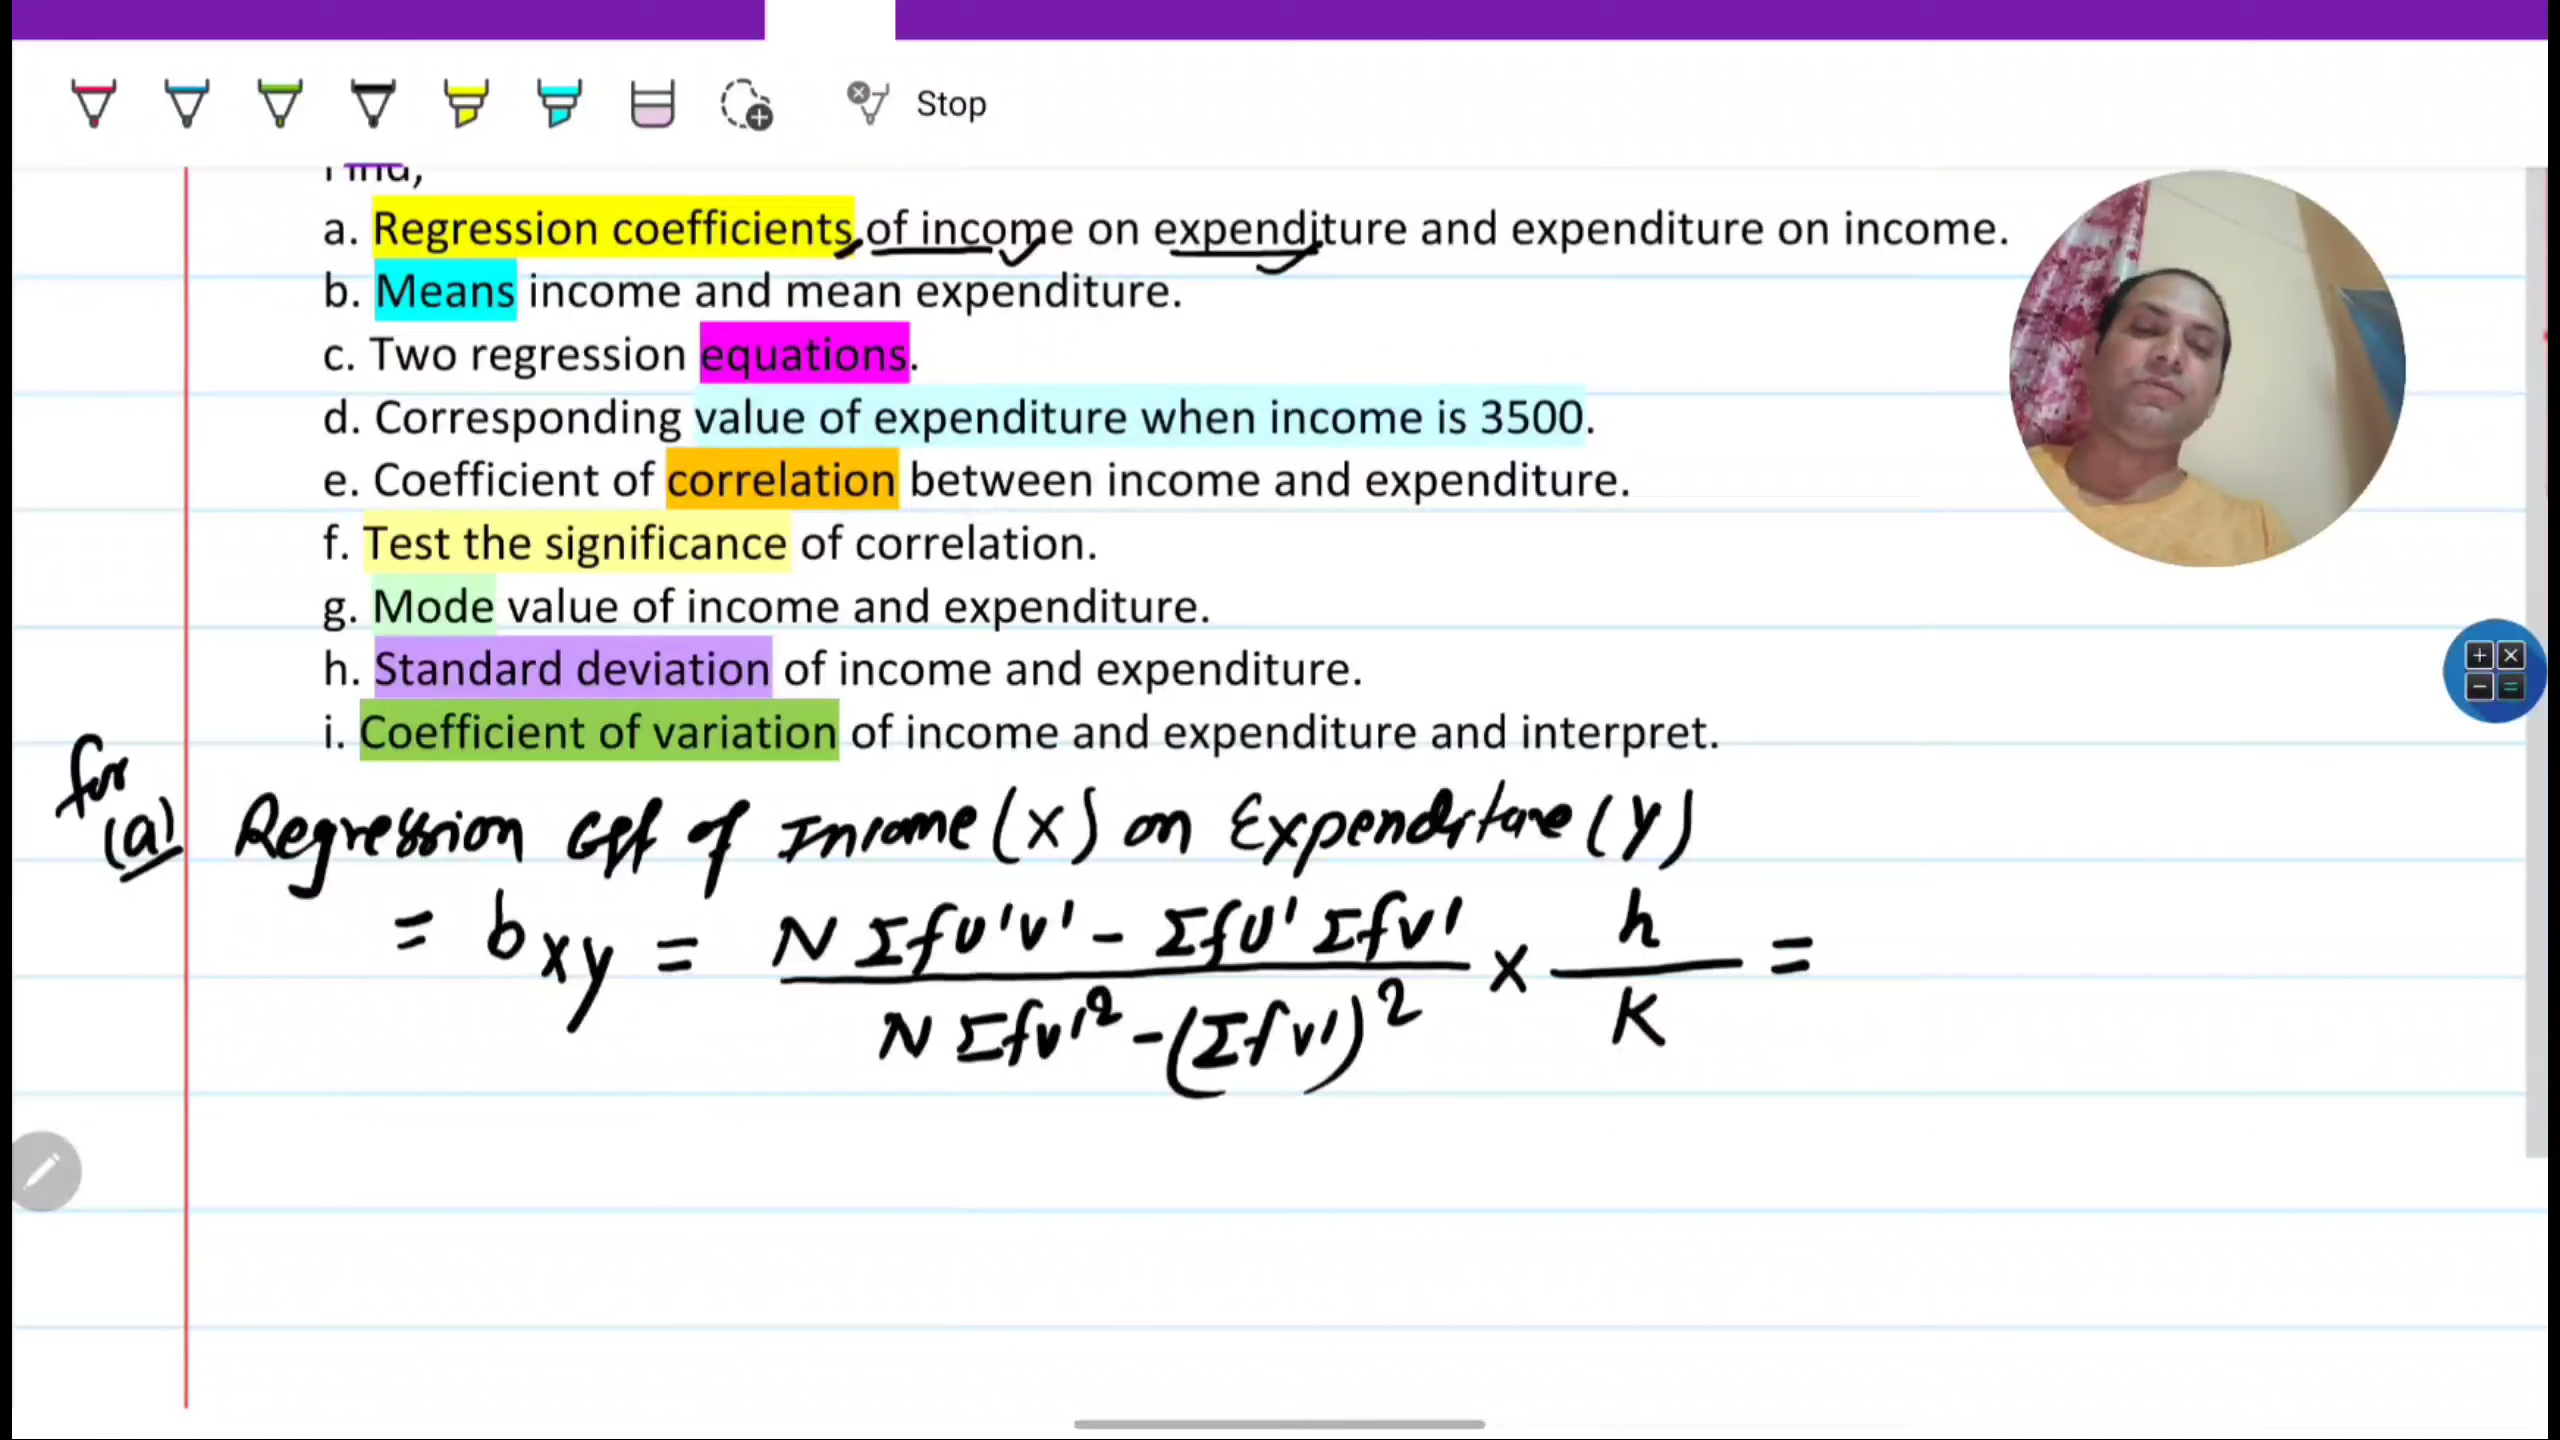 Stop
Find,
a. Regression coefficients of income on expenditure and expenditure on income.
b. Means income and mean expenditure.
c. Two regression equations.
d. Corresponding value of expenditure when income is 3500.
e. Coefficient of correlation between income and expenditure.
f. Test the significance of correlation.
g. Mode value of income and expenditure.
h. Standard deviation of income and expenditure.
i. Coefficient of variation of income and expenditure and interpret.
for
(a) Regression of Income (X) on Expenditure (Y)
= bxy = N Σfu'v' - Σfu' Σfv' / N Σfv'² - (Σfv')² × h / k =